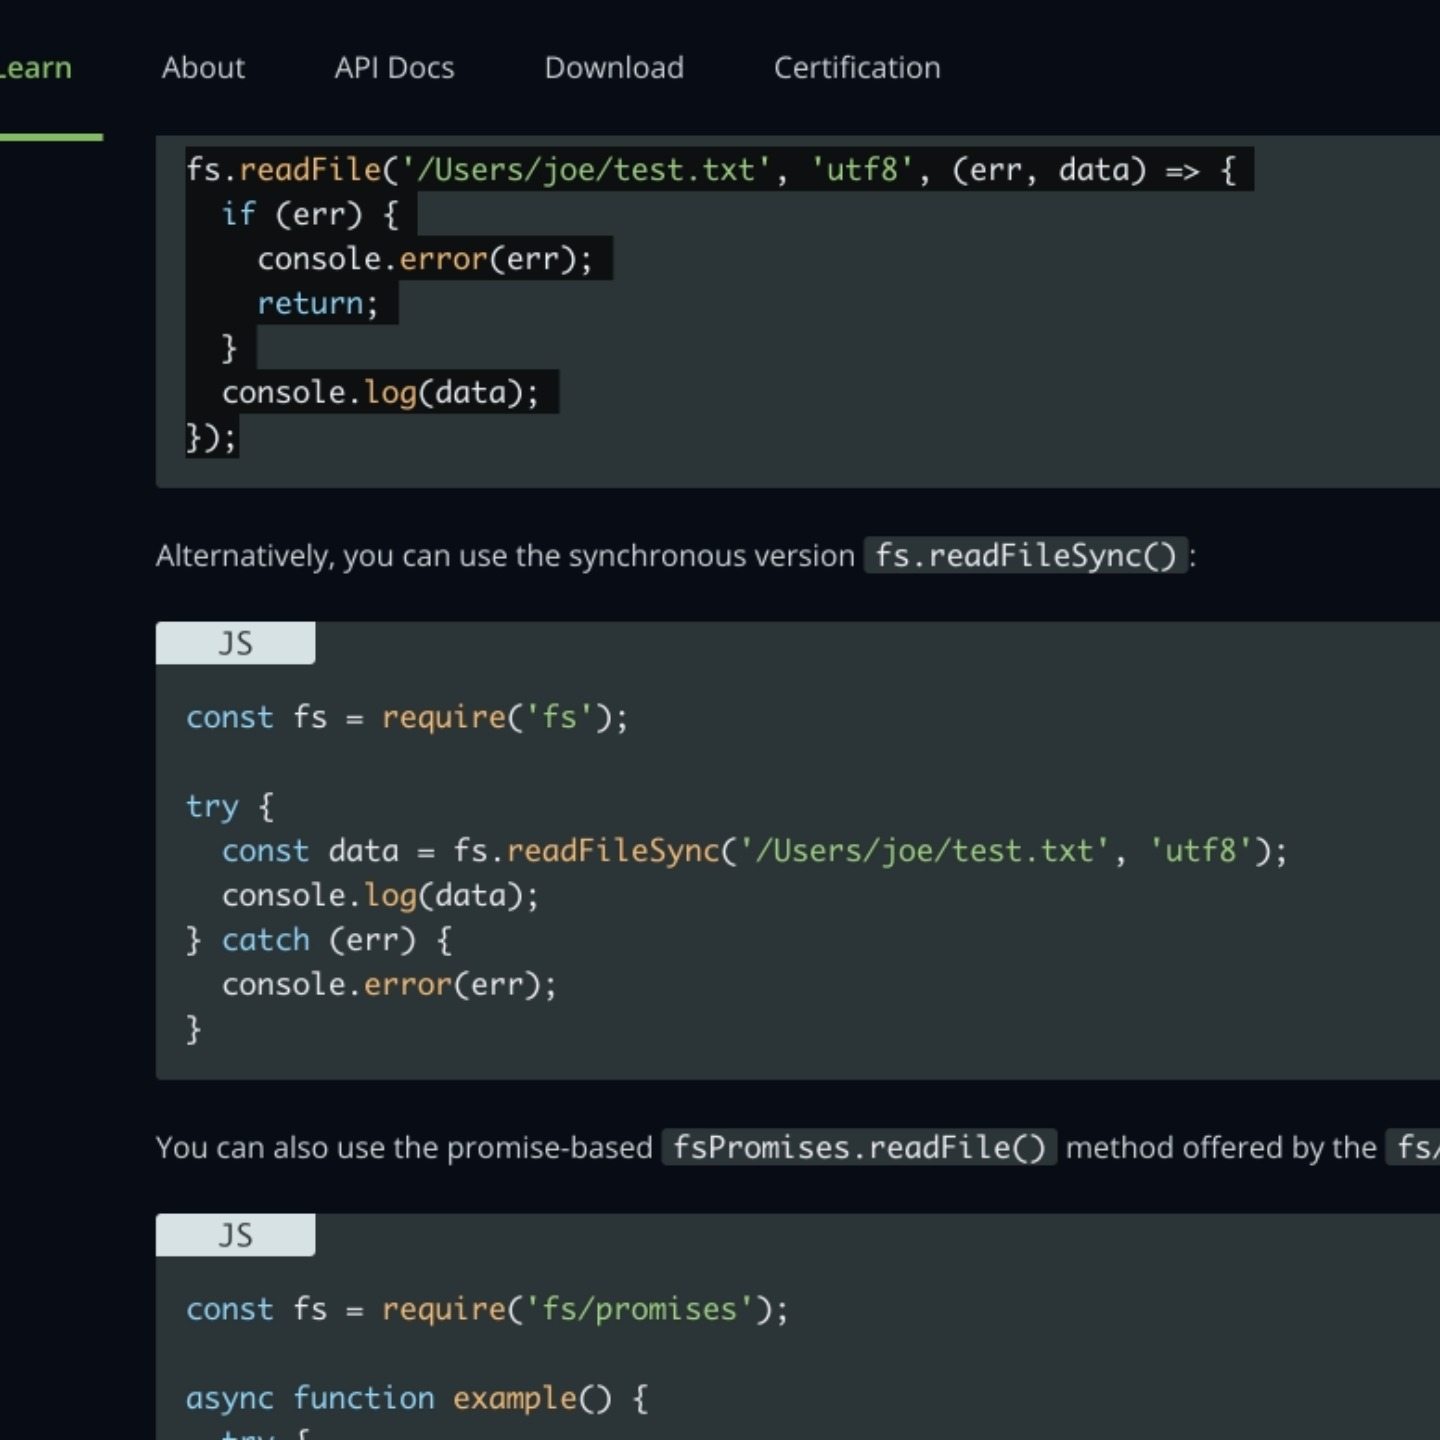 Learn About API Docs Download Certification
fs.readFile('/Users/joe/test.txt', 'utf8', (err, data) => {
  if (err) {
    console.error(err);
    return;
  }
  console.log(data);
});
Alternatively, you can use the synchronous version fs.readFileSync():
JS
const fs = require('fs');
try {
  const data = fs.readFileSync('/Users/joe/test.txt', 'utf8');
  console.log(data);
} catch (err) {
  console.error(err);
}
You can also use the promise-based fsPromises.readFile() method offered by the fs/
JS
const fs = require('fs/promises');
async function example() {
  try {